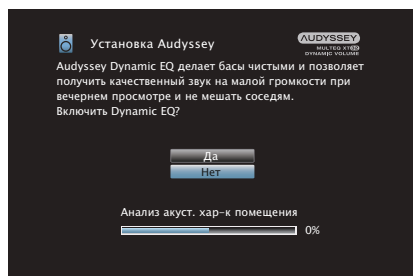 Установка Audyssey
AUDYSSEY
MULTEQ XT32
DYNAMIC VOLUME
Audyssey Dynamic EQ делает басы чистыми и позволяет
получить качественный звук на малой громкости при
вечернем просмотре и не мешать соседям.
Включить Dynamic EQ?
Да
Нет
Анализ акуст. хар-к помещения
0%